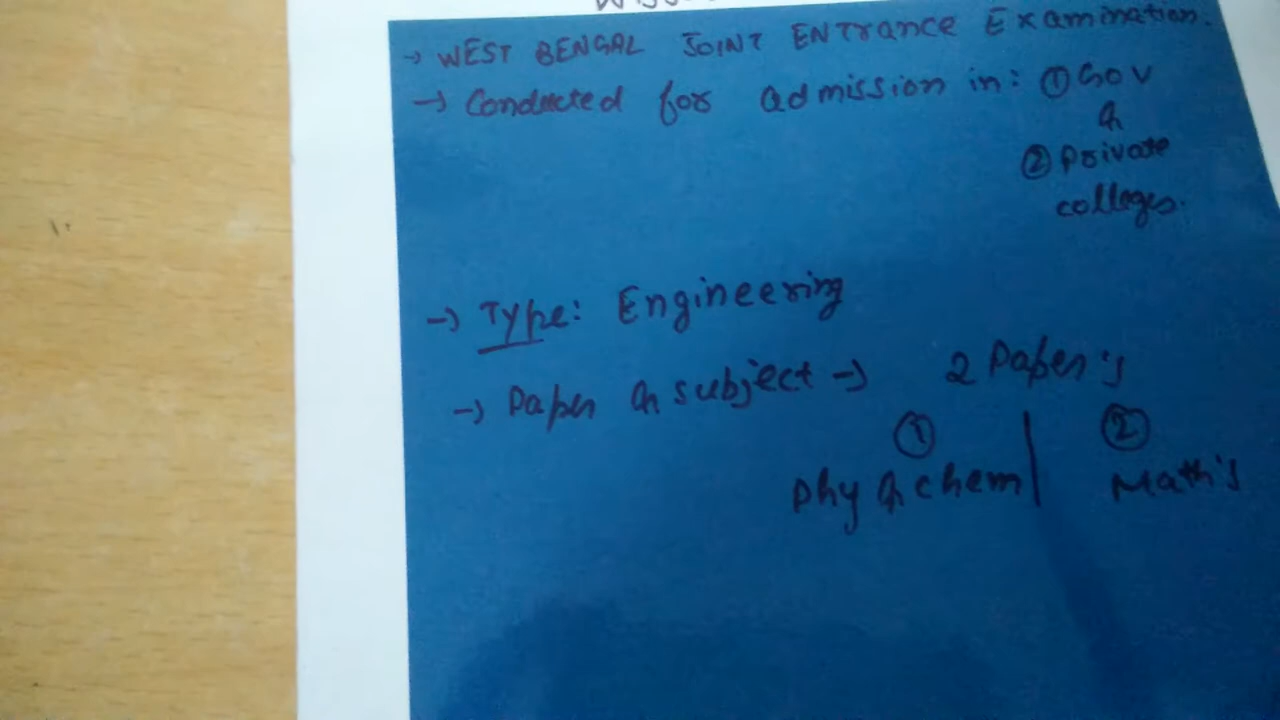 → WEST BENGAL JOINT ENTrance Examination.
→ Conducted for admission in: ① Gov
&
② Private
colleges.
→ Type: Engineering
→ Paper & subject → 2 Paper's
① ②
Phy & chem | Math's